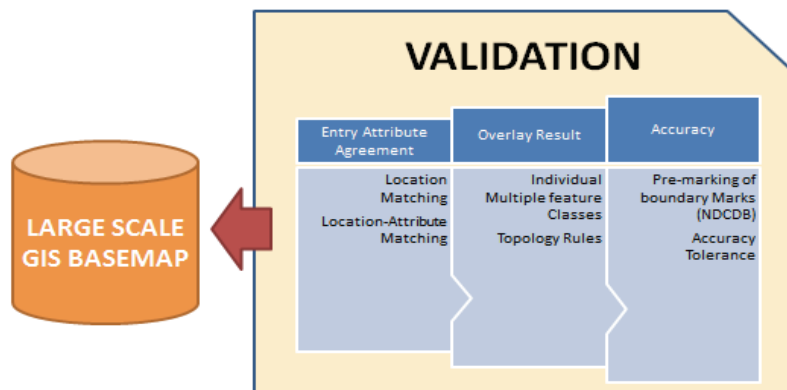 VALIDATION
LARGE SCALE
GIS BASEMAP
Entry Attribute
Agreement
Location
Matching
Location-Attribute
Matching
Overlay Result
Individual
Multiple feature
Classes
Topology Rules
Accuracy
Pre-marking of
boundary Marks
(NDCDB)
Accuracy
Tolerance